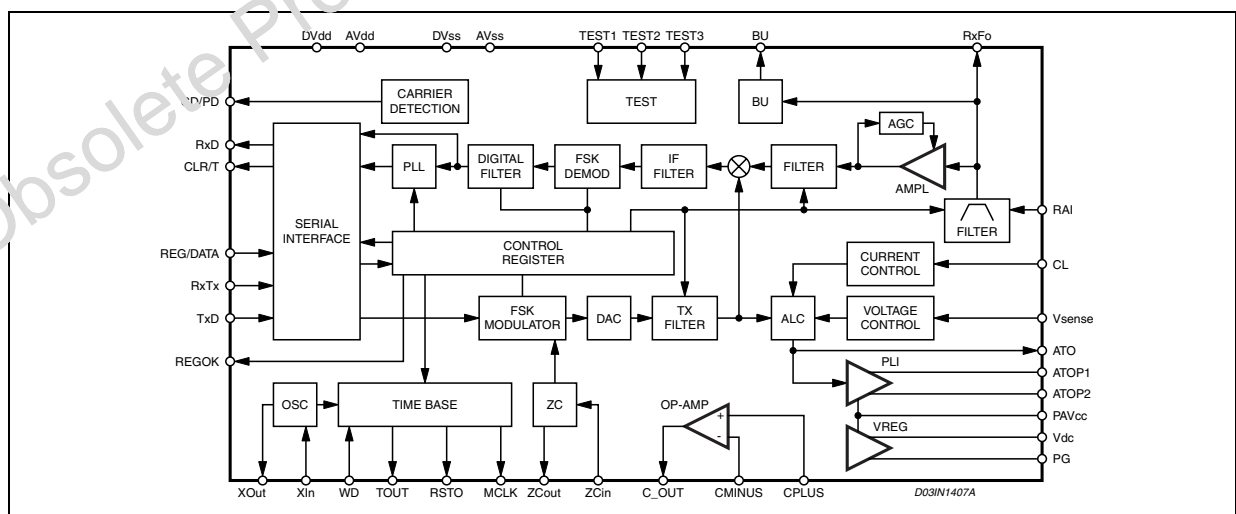 DVdd AVdd DVss AVss TEST1 TEST2 TEST3 BU RxFo
CARRIER
DETECTION
TEST
BU
AGC
RxD
CLR/T
PLL
DIGITAL
FILTER
FSK
DEMOD
IF
FILTER
FILTER
AMPL
FILTER
RAI
SERIAL
INTERFACE
CONTROL
REGISTER
CURRENT
CONTROL
CL
REG/DATA
RxTx
TxD
FSK
MODULATOR
DAC
TX
FILTER
ALC
VOLTAGE
CONTROL
Vsense
REGOK
ATO
PLI
ATOP1
ATOP2
OSC
TIME BASE
ZC
OP-AMP
+
-
PAVcc
VREG
Vdc
PG
XOut XIn WD TOUT RSTO MCLK ZCout ZCin C_OUT CMINUS CPLUS
D03IN1407A